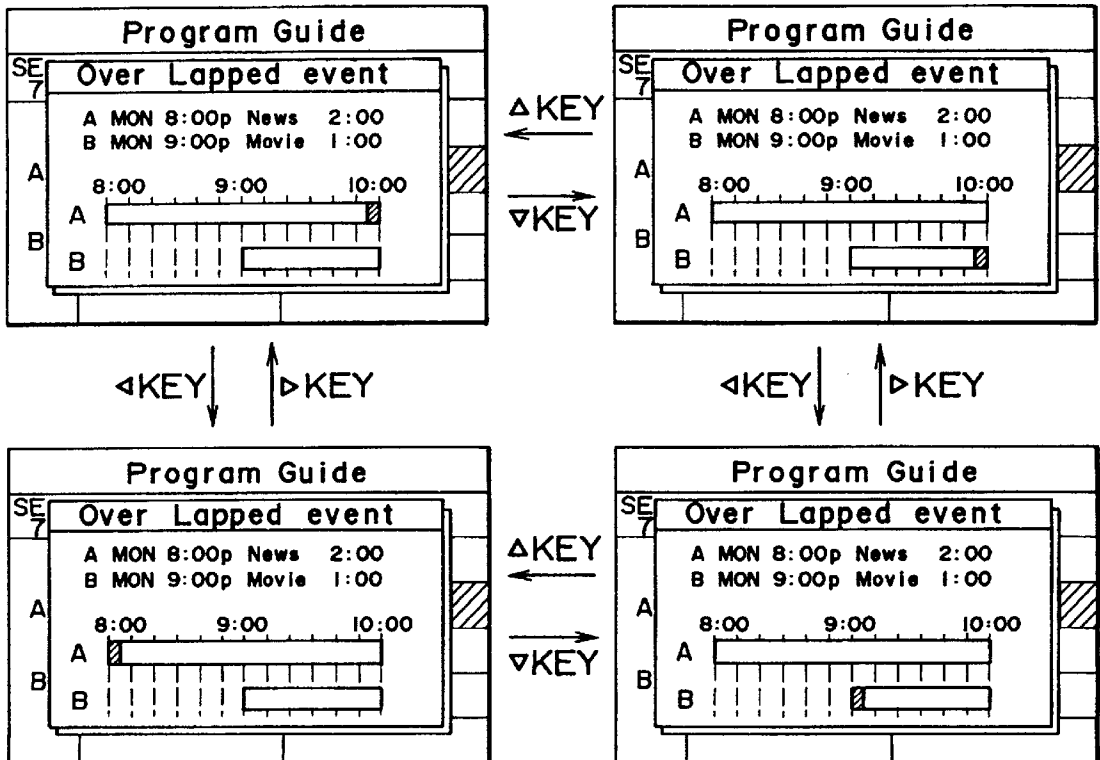 Program Guide
SE
7
Over Lapped event
A MON 8:00p News 2:00
B MON 9:00p Movie 1:00
8:00 9:00 10:00
A
A
B
B
△KEY
▽KEY
Program Guide
SE
7
Over Lapped event
A MON 8:00p News 2:00
B MON 9:00p Movie 1:00
8:00 9:00 10:00
A
A
B
B
◁KEY ▷KEY
◁KEY ▷KEY
Program Guide
SE
7
Over Lapped event
A MON 8:00p News 2:00
B MON 9:00p Movie 1:00
8:00 9:00 10:00
A
A
B
B
△KEY
▽KEY
Program Guide
SE
7
Over Lapped event
A MON 8:00p News 2:00
B MON 9:00p Movie 1:00
8:00 9:00 10:00
A
A
B
B